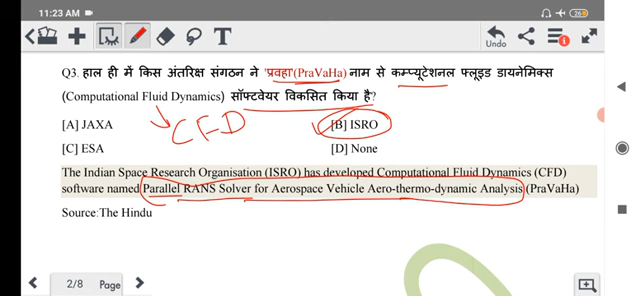 11:23 AM
26
Undo
Q3. हाल ही में किस अंतरिक्ष संगठन ने 'प्रवाहा'(PraVaHa) नाम से कम्प्यूटेशनल फ्लूइड डायनेमिक्स
(Computational Fluid Dynamics) सॉफ्टवेयर विकसित किया है?
CFD
[A] JAXA
[B] ISRO
[C] ESA
[D] None
The Indian Space Research Organisation (ISRO) has developed Computational Fluid Dynamics (CFD)
software named Parallel RANS Solver for Aerospace Vehicle Aero-thermo-dynamic Analysis (PraVaHa)
Source:The Hindu
2/8 Page